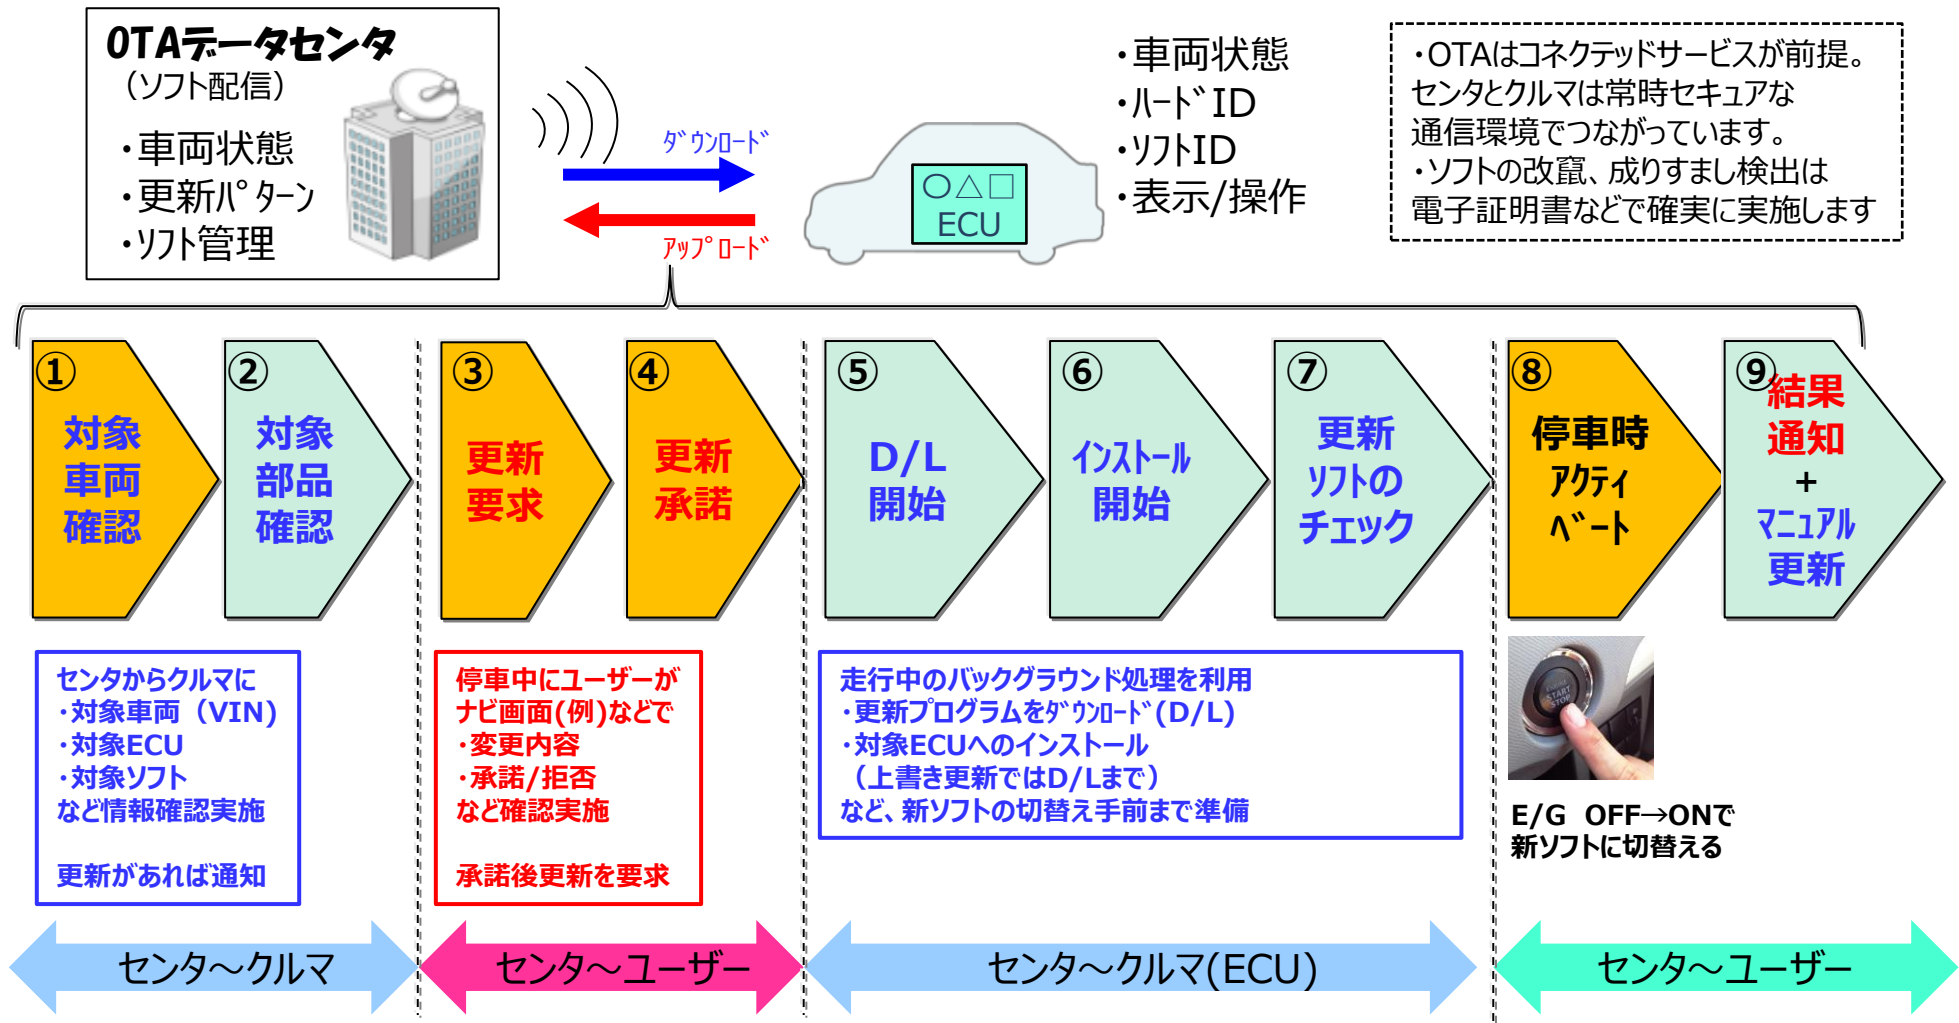 OTAデータセンタ
（ソフト配信）
・車両状態
・更新ﾊﾟﾀｰﾝ
・ｿﾌﾄ管理
ﾀﾞｳﾝﾛｰﾄﾞ
ｱｯﾌﾟﾛｰﾄﾞ
〇△□
ECU
・車両状態
・ﾊｰﾄﾞID
・ｿﾌﾄID
・表示/操作
・OTAはコネクテッドサービスが前提。
センタとクルマは常時セキュアな
通信環境でつながっています。
・ソフトの改竄、成りすまし検出は
電子証明書などで確実に実施します
①
対象
車両
確認
②
対象
部品
確認
③
更新
要求
④
更新
承諾
⑤
D/L
開始
⑥
ｲﾝｽﾄｰﾙ
開始
⑦
更新
ｿﾌﾄの
チェック
⑧
停車時
ｱｸﾃｨ
ﾍﾞｰﾄ
⑨
結果
通知
+
ﾏﾆｭｱﾙ
更新
センタからクルマに
・対象車両（VIN)
・対象ECU
・対象ソフト
など情報確認実施
更新があれば通知
停車中にユーザーが
ナビ画面(例)などで
・変更内容
・承諾/拒否
など確認実施
承諾後更新を要求
走行中のバックグラウンド処理を利用
・更新プログラムをﾀﾞｳﾝﾛｰﾄﾞ(D/L)
・対象ECUへのインストール
（上書き更新ではD/Lまで）
など、新ソフトの切替え手前まで準備
START
STOP
E/G OFF→ONで
新ソフトに切替える
センタ～クルマ
センタ～ユーザー
センタ～クルマ(ECU)
センタ～ユーザー